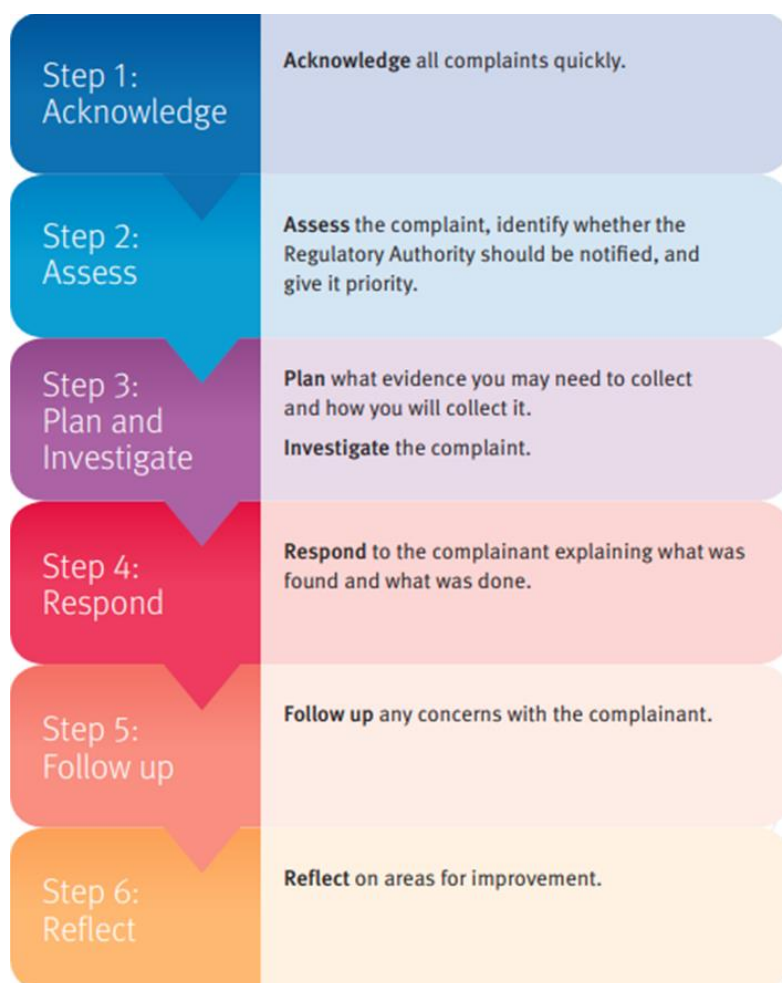 Step 1:
Acknowledge
Acknowledge all complaints quickly.
Step 2:
Assess
Assess the complaint, identify whether the
Regulatory Authority should be notified, and
give it priority.
Step 3:
Plan and
Investigate
Plan what evidence you may need to collect
and how you will collect it.
Investigate the complaint.
Step 4:
Respond
Respond to the complainant explaining what was
found and what was done.
Step 5:
Follow up
Follow up any concerns with the complainant.
Step 6:
Reflect
Reflect on areas for improvement.